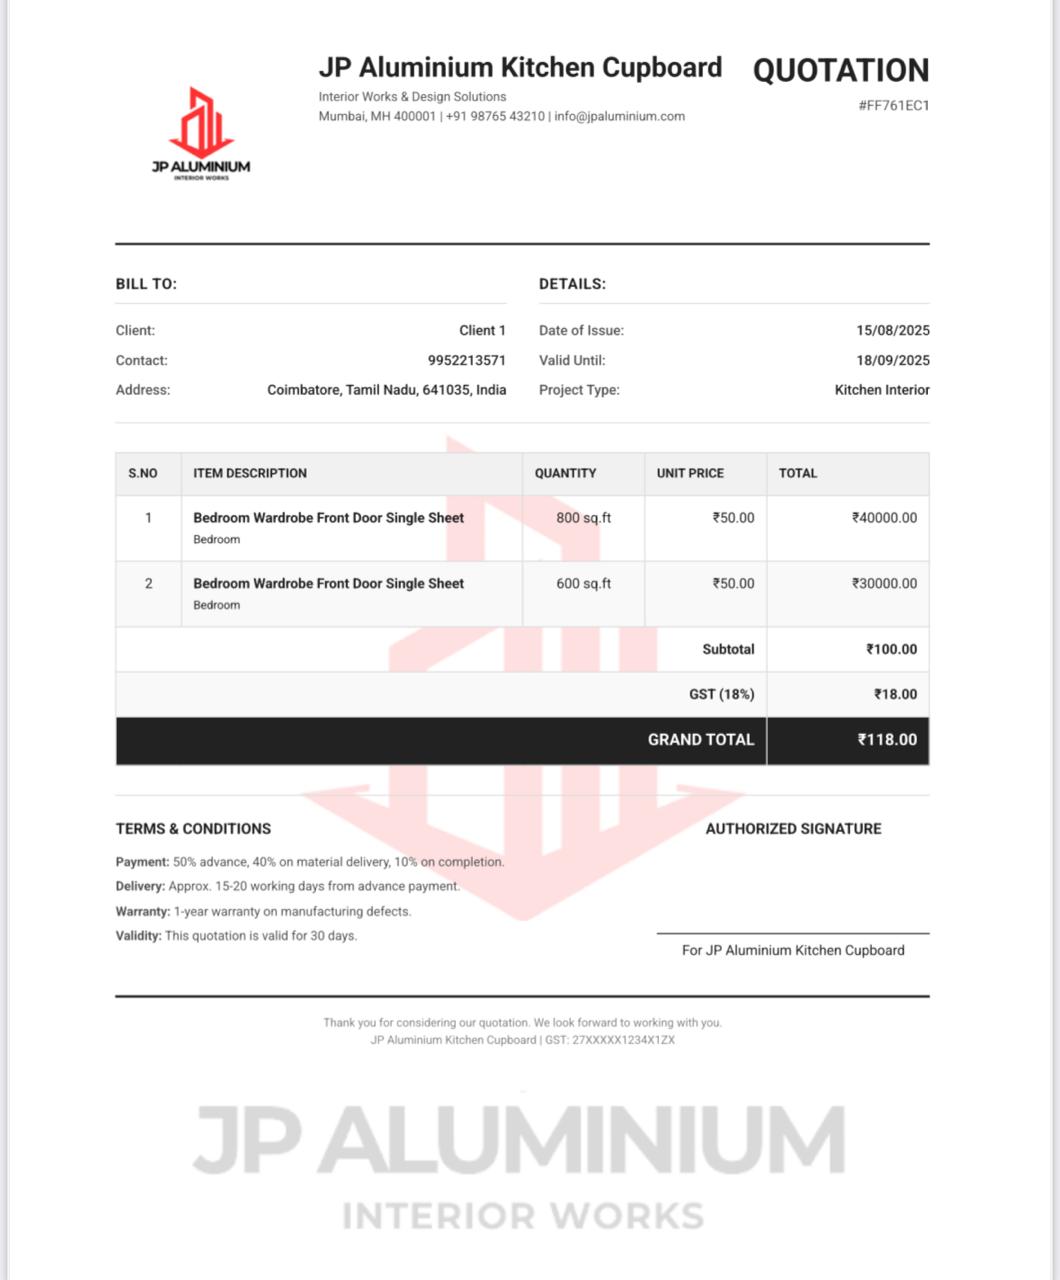 JP Aluminium Kitchen Cupboard
QUOTATION
Interior Works & Design Solutions
#FF761EC1
Mumbai, MH 400001 | +91 98765 43210 | info@jpaluminium.com
JP ALUMINIUM
INTERIOR WORKS
BILL TO:
Client: Client 1
Contact: 9952213571
Address: Coimbatore, Tamil Nadu, 641035, India
DETAILS:
Date of Issue: 15/08/2025
Valid Until: 18/09/2025
Project Type: Kitchen Interior
S.NO ITEM DESCRIPTION QUANTITY UNIT PRICE TOTAL
1 Bedroom Wardrobe Front Door Single Sheet 800 sq.ft ₹50.00 ₹40000.00
Bedroom
2 Bedroom Wardrobe Front Door Single Sheet 600 sq.ft ₹50.00 ₹30000.00
Bedroom
Subtotal ₹100.00
GST (18%) ₹18.00
GRAND TOTAL ₹118.00
TERMS & CONDITIONS
Payment: 50% advance, 40% on material delivery, 10% on completion.
Delivery: Approx. 15-20 working days from advance payment.
Warranty: 1-year warranty on manufacturing defects.
Validity: This quotation is valid for 30 days.
AUTHORIZED SIGNATURE
For JP Aluminium Kitchen Cupboard
Thank you for considering our quotation. We look forward to working with you.
JP Aluminium Kitchen Cupboard | GST: 27XXXXX1234X1ZX
JP ALUMINIUM
INTERIOR WORKS